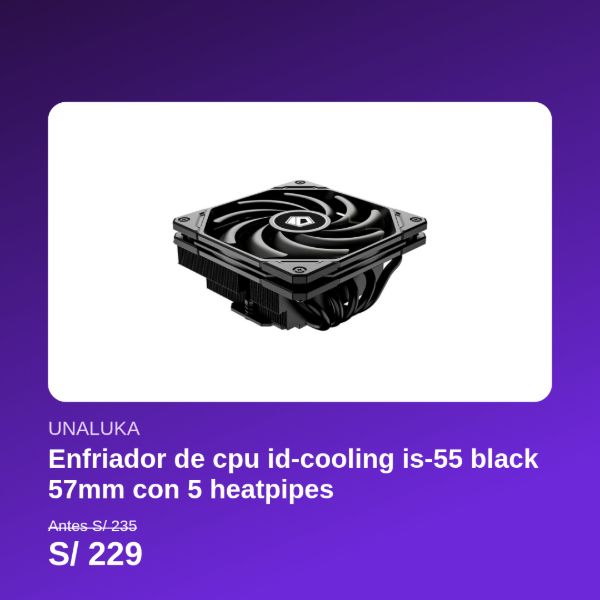 UNALUKA
Enfriador de cpu id-cooling is-55 black
57mm con 5 heatpipes
Antes S/ 235
S/ 229